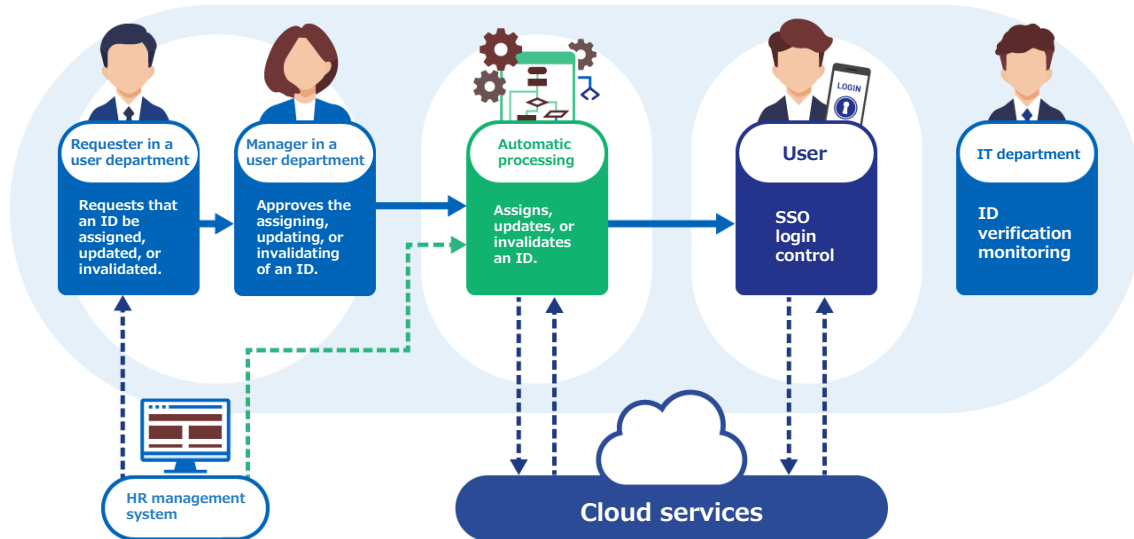 LOGIN
Requester in a
user department
Requests that
an ID be
assigned,
updated, or
invalidated.
Manager in a
user department
Approves the
assigning,
updating, or
invalidating
of an ID.
Automatic
processing
Assigns,
updates, or
invalidates
an ID.
User
SSO
login
control
IT department
ID
verification
monitoring
HR management
system
Cloud services